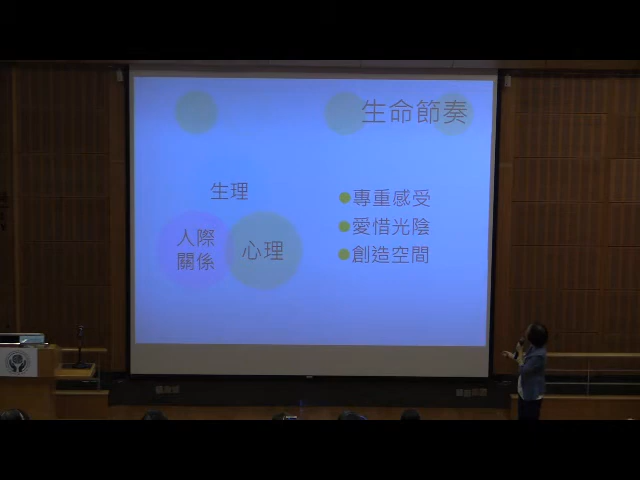 生命節奏
生理
人際
關係
心理
專重感受
愛惜光陰
創造空間